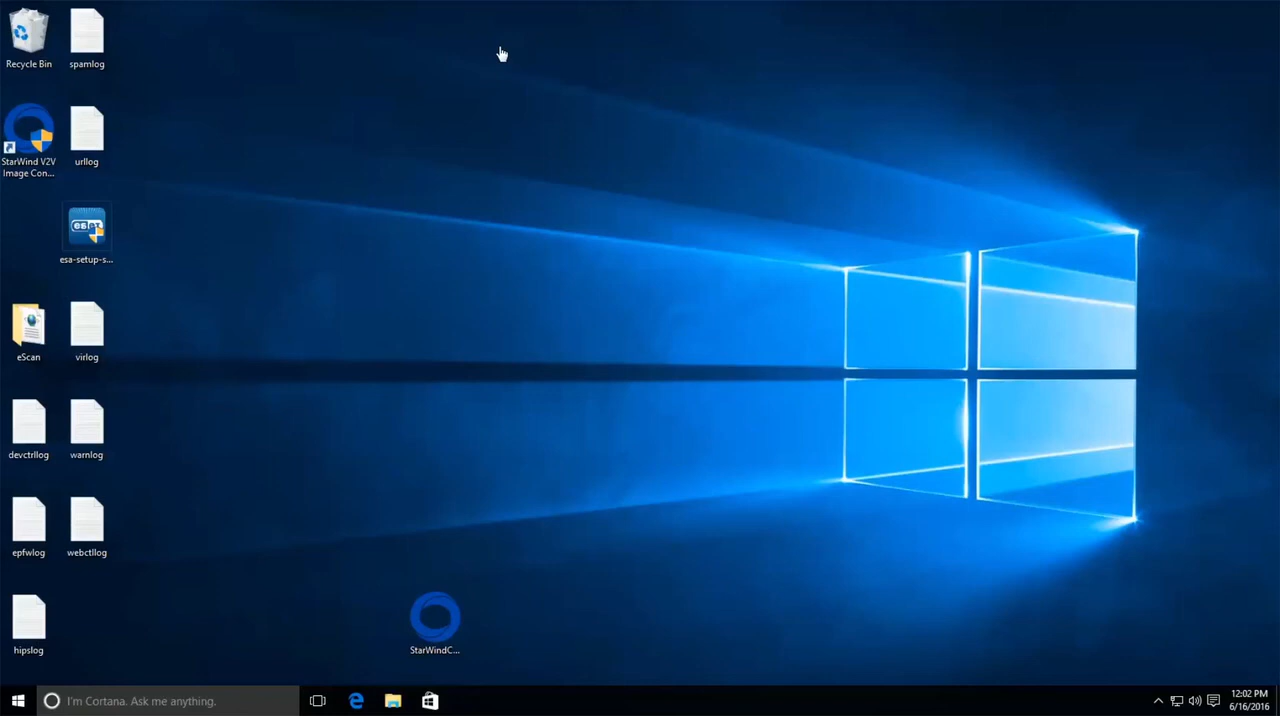 Recycle Bin
spamlog
StarWind V2V
Image Con...
urllog
eset
esa-setup-s...
eScan
virlog
devctrllog
warnlog
epfwlog
webctllog
hipslog
StarWindC...
I'm Cortana. Ask me anything.
12:02 PM
6/16/2016